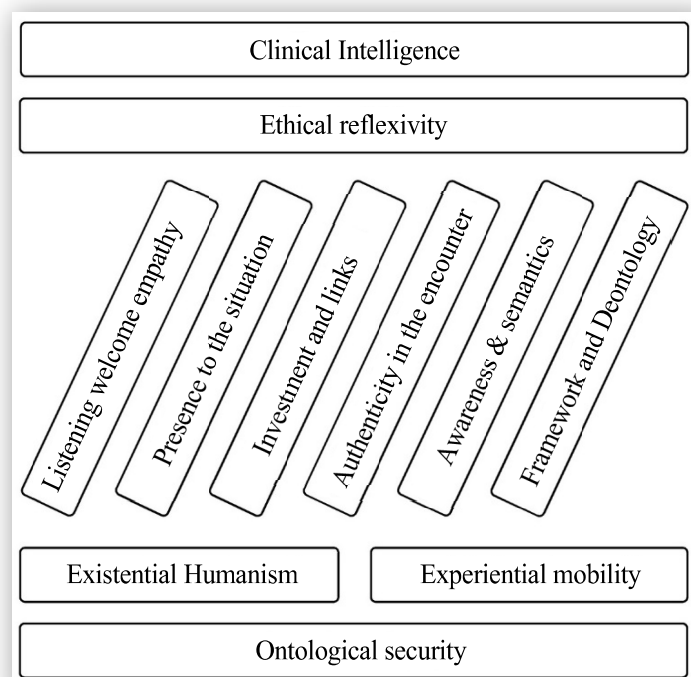 Clinical Intelligence
Ethical reflexivity
Listening welcome empathy
Presence to the situation
Investment and links
Authenticity in the encounter
Awareness & semantics
Framework and Deontology
Existential Humanism
Experiential mobility
Ontological security